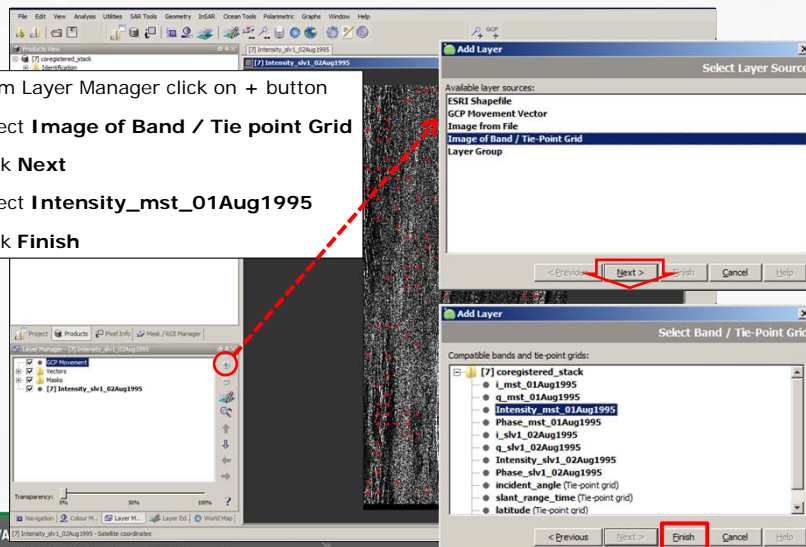 File Edit View Analysis Utilities SAR Tools Geometry InSAR Ocean Tools Polarimetric Graphs Window Help
GCP
Products View
[7] coregistered_stack
Identification
[7] Intensity_slv1_02Aug1995
[7] Intensity_slv1_02Aug1995
m Layer Manager click on + button
ect Image of Band / Tie point Grid
k Next
ect Intensity_mst_01Aug1995
k Finish
Add Layer
Select Layer Source
Available layer sources:
ESRI Shapefile
GCP Movement Vector
Image from File
Image of Band / Tie-Point Grid
Layer Group
< Previous Next > Finish Cancel Help
Project Products Pixel Info Mask / ROI Manager
Layer Manager - [7] Intensity_slv1_02Aug1995
GCP Movement
Vectors
Masks
[7] Intensity_slv1_02Aug1995
Transparency:
0% 50% 100%
Navigation Colour M... Layer M... Layer Ed... World Map
[7] Intensity_slv1_02Aug1995 - Satellite coordinates
Add Layer
Select Band / Tie-Point Grid
Compatible bands and tie-point grids:
[7] coregistered_stack
i_mst_01Aug1995
q_mst_01Aug1995
Intensity_mst_01Aug1995
Phase_mst_01Aug1995
i_slv1_02Aug1995
q_slv1_02Aug1995
Intensity_slv1_02Aug1995
Phase_slv1_02Aug1995
incident_angle (Tie-point grid)
slant_range_time (Tie-point grid)
latitude (Tie-point grid)
< Previous Next > Finish Cancel Help